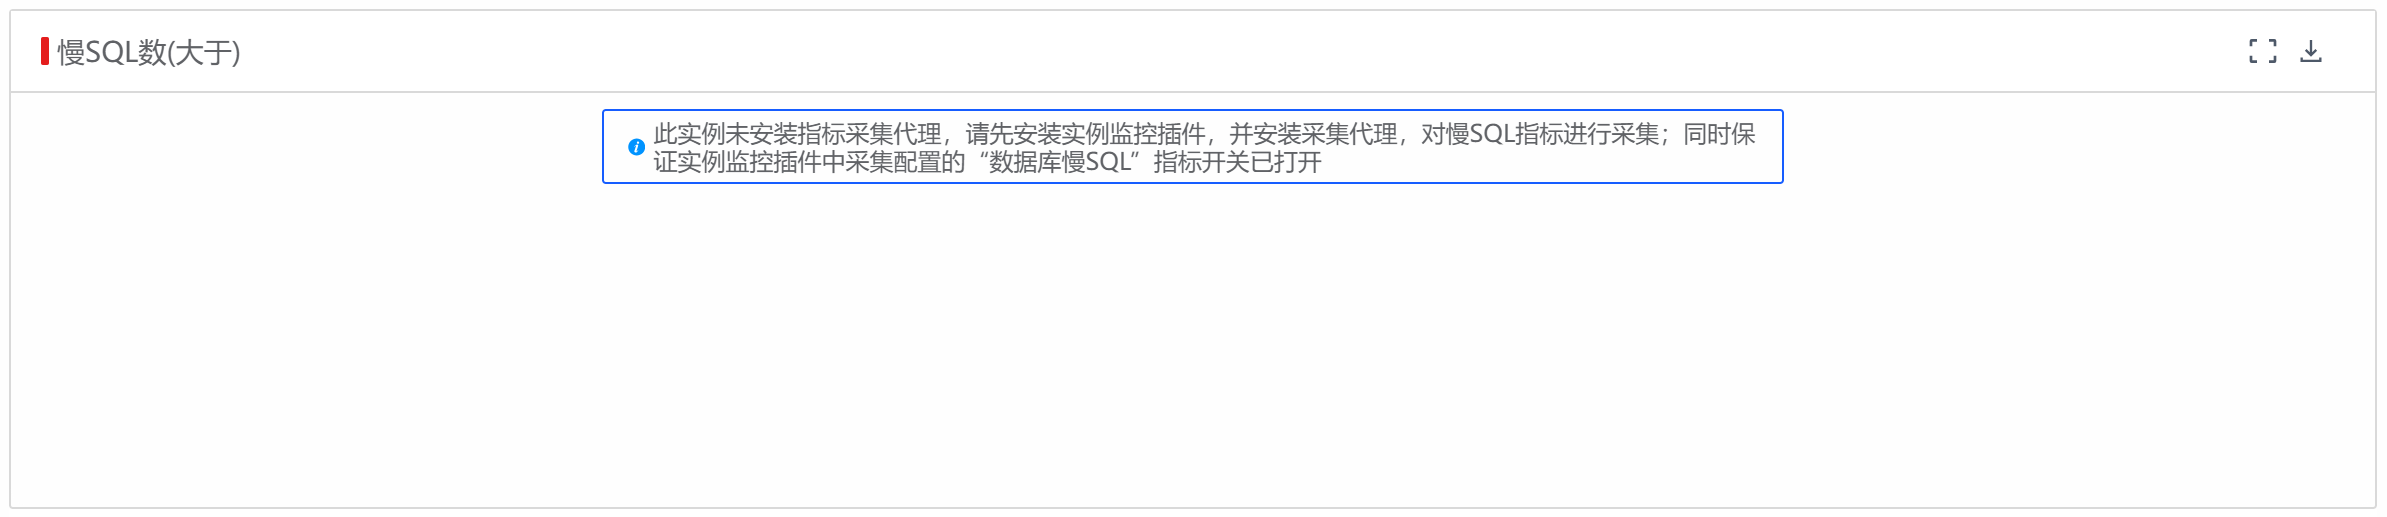 慢SQL数(大于)
此实例未安装指标采集代理，请先安装实例监控插件，并安装采集代理，对慢SQL指标进行采集；同时保
证实例监控插件中采集配置的“数据库慢SQL”指标开关已打开